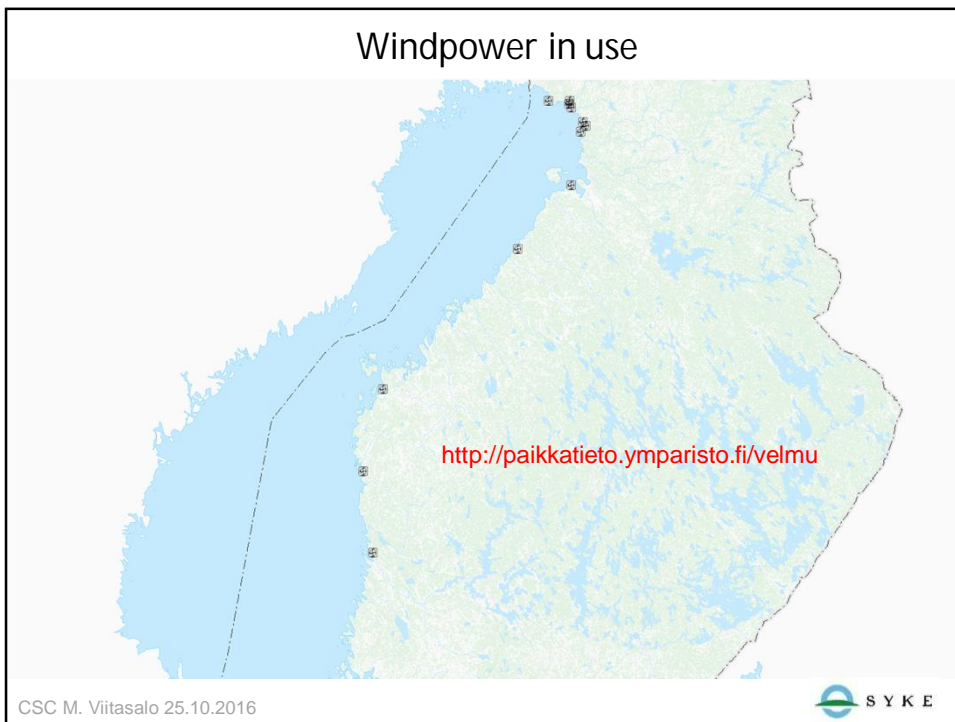 Windpower in use
http://paikkatieto.ymparisto.fi/velmu
CSC M. Viitasalo 25.10.2016
SYKE